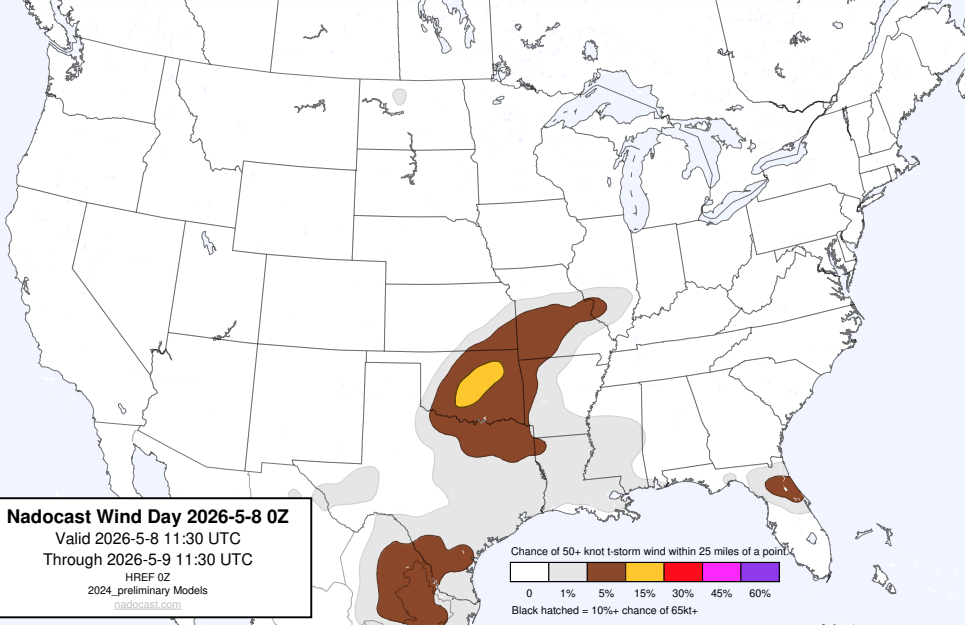 Nadocast Wind Day 2026-5-8 0Z
Valid 2026-5-8 11:30 UTC
Through 2026-5-9 11:30 UTC
HREF 0Z
2024_preliminary Models
nadocast.com
Chance of 50+ knot t-storm wind within 25 miles of a point.
0 1% 5% 15% 30% 45% 60%
Black hatched = 10%+ chance of 65kt+